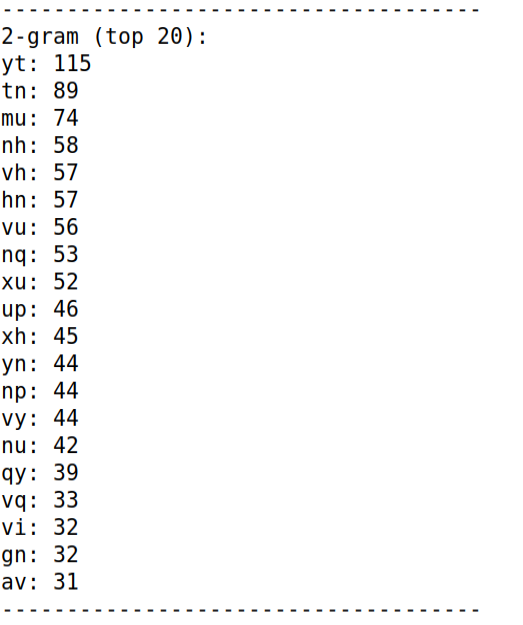 -------------------------------------
2-gram (top 20):
yt: 115
tn: 89
mu: 74
nh: 58
vh: 57
hn: 57
vu: 56
nq: 53
xu: 52
up: 46
xh: 45
yn: 44
np: 44
vy: 44
nu: 42
qy: 39
vq: 33
vi: 32
gn: 32
av: 31
-------------------------------------